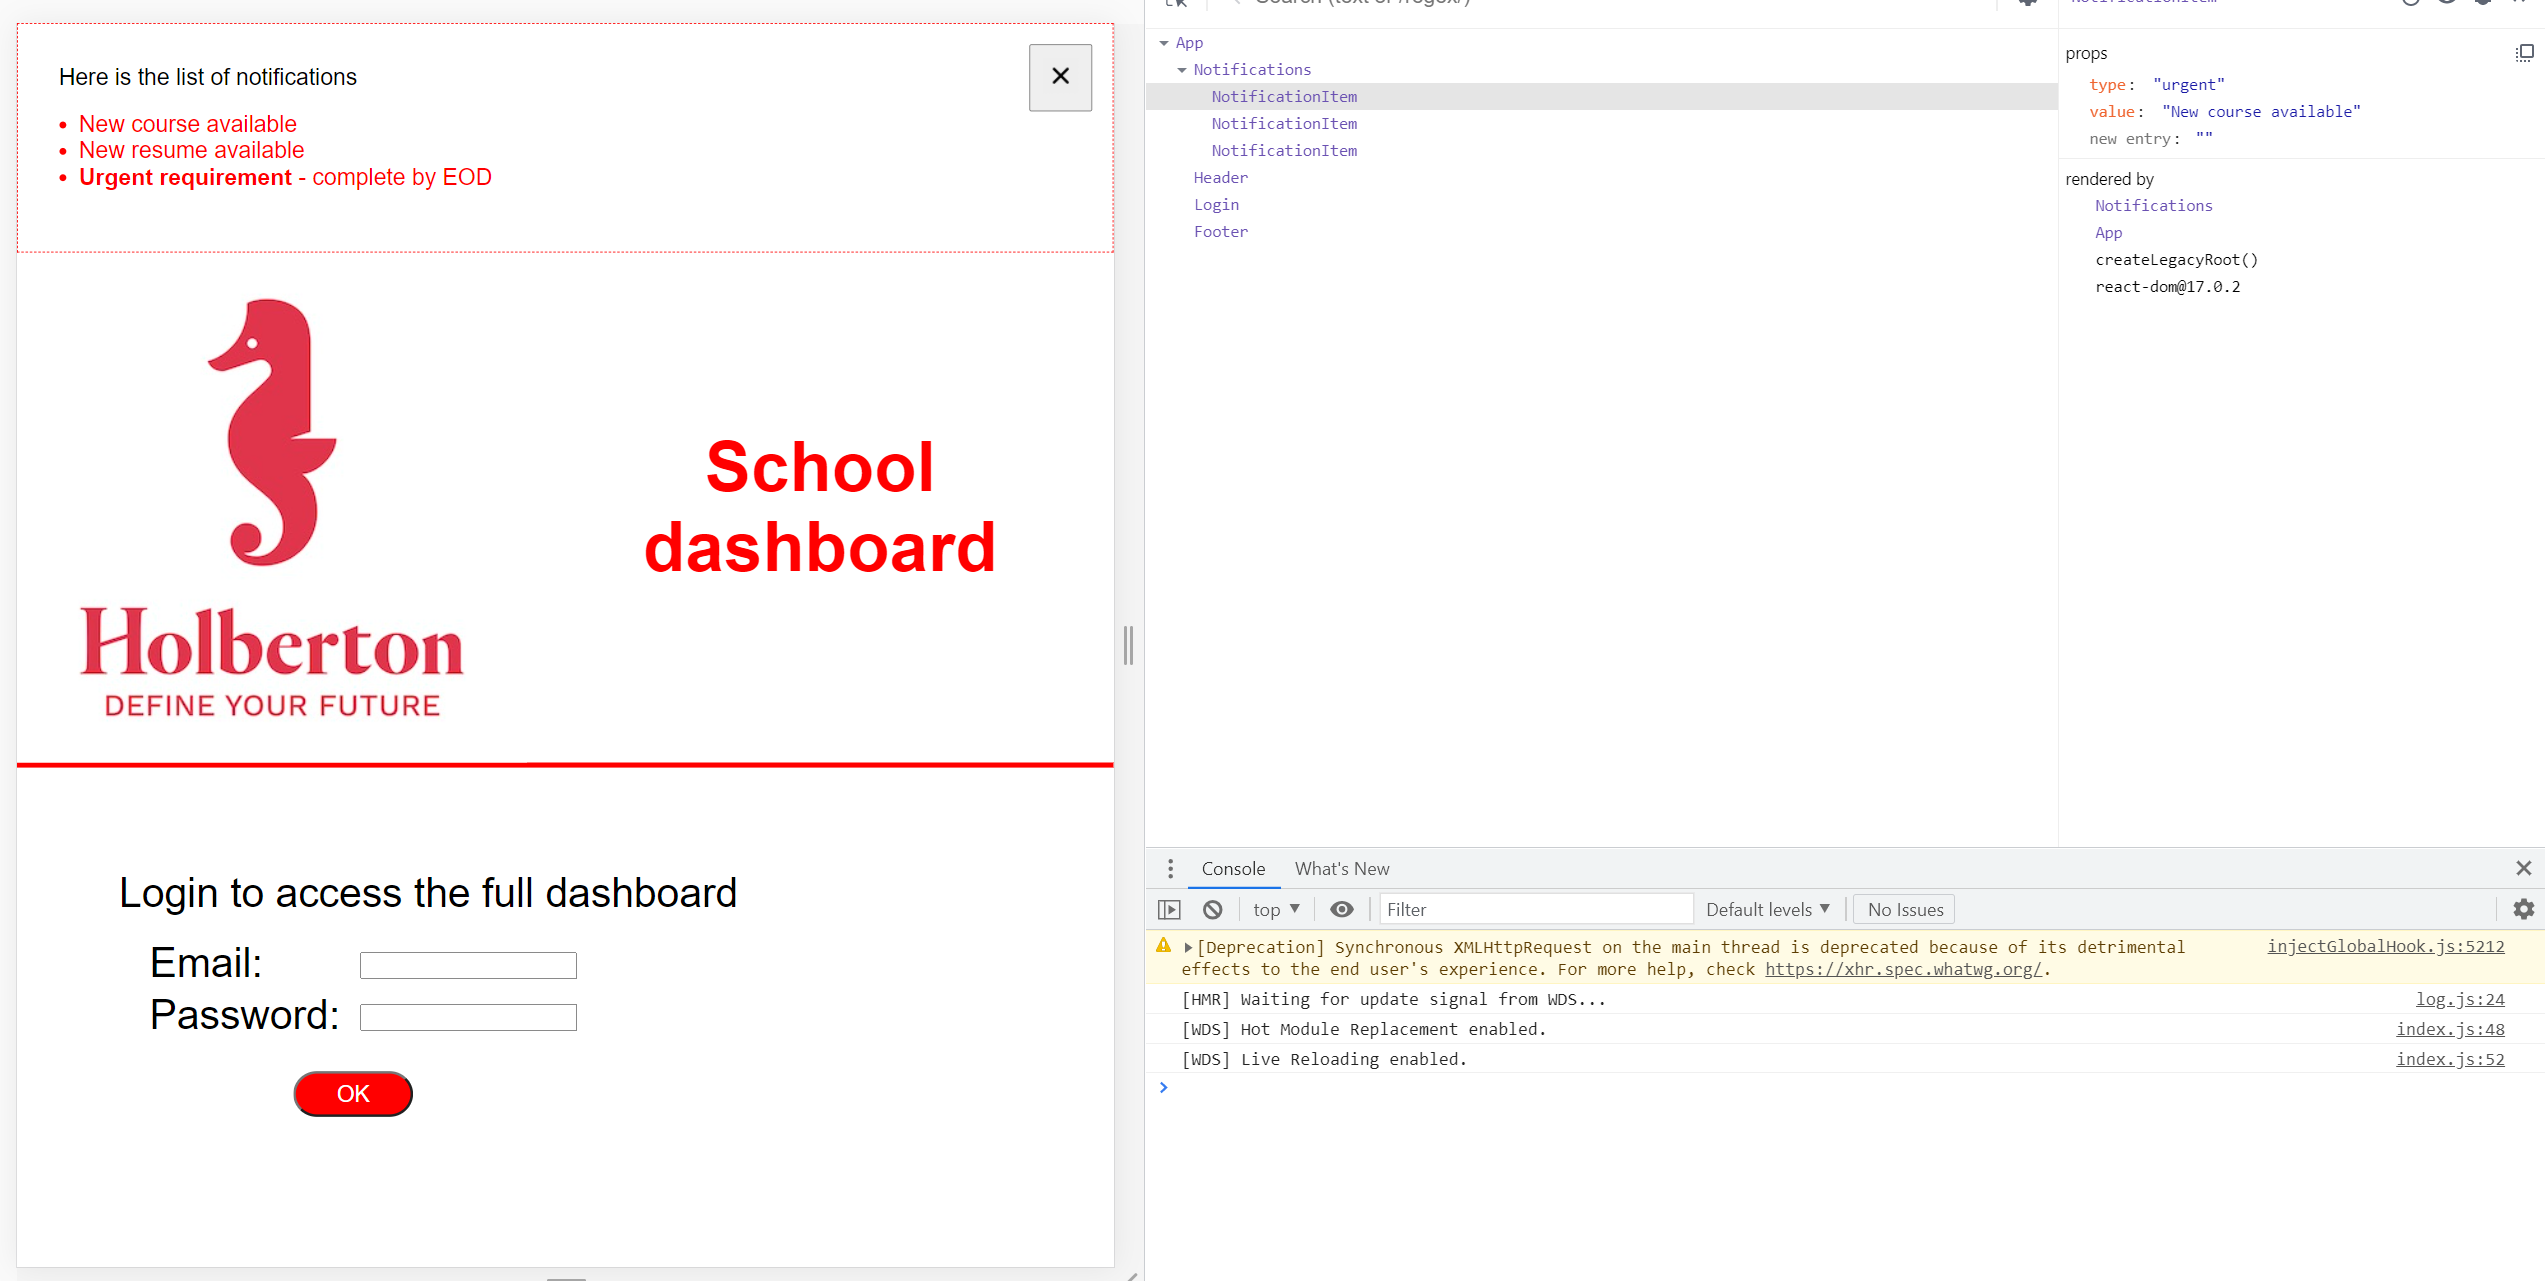 Here is the list of notifications
• New course available
• New resume available
• Urgent requirement - complete by EOD
School
dashboard
Holberton
DEFINE YOUR FUTURE
Login to access the full dashboard
Email:
Password:
OK
App
Notifications
NotificationItem
NotificationItem
NotificationItem
Header
Login
Footer
props
type: "urgent"
value: "New course available"
new entry: ""
rendered by
Notifications
App
createLegacyRoot()
react-dom@17.0.2
Console What's New
top Filter Default levels No Issues
[Deprecation] Synchronous XMLHttpRequest on the main thread is deprecated because of its detrimental injectGlobalHook.js:5212
effects to the end user's experience. For more help, check https://xhr.spec.whatwg.org/.
[HMR] Waiting for update signal from WDS... log.js:24
[WDS] Hot Module Replacement enabled. index.js:48
[WDS] Live Reloading enabled. index.js:52